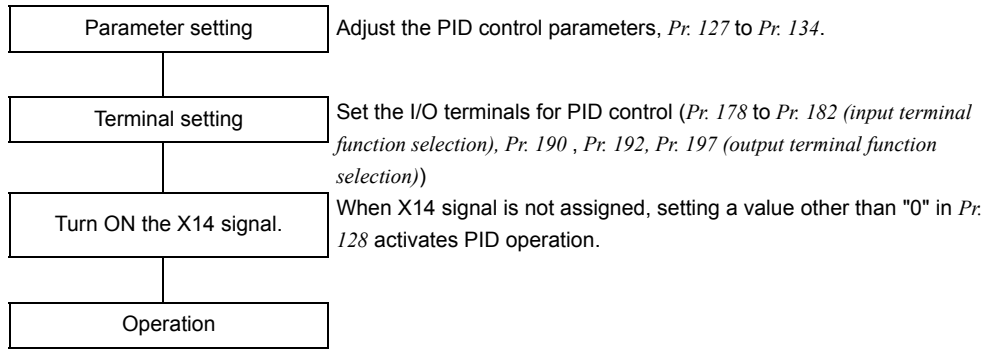 Parameter setting
Adjust the PID control parameters, Pr. 127 to Pr. 134.
Terminal setting
Set the I/O terminals for PID control (Pr. 178 to Pr. 182 (input terminal
function selection), Pr. 190 , Pr. 192, Pr. 197 (output terminal function
selection))
Turn ON the X14 signal.
When X14 signal is not assigned, setting a value other than "0" in Pr.
128 activates PID operation.
Operation